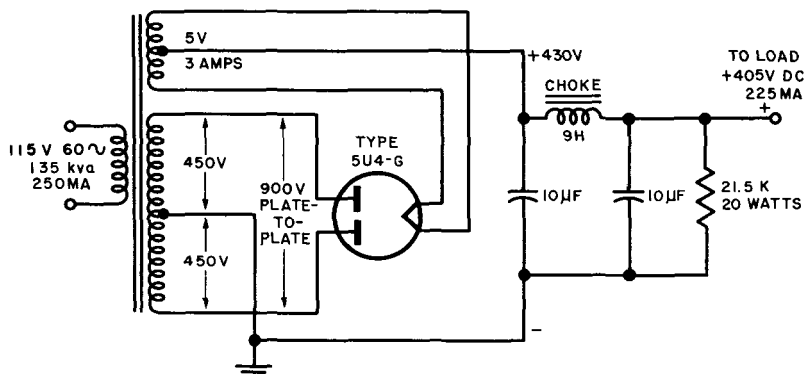 5V
3 AMPS
115V 60~
135 kva
250MA
450V
450V
900V
PLATE-
TO-
PLATE
TYPE
5U4-G
+430V
CHOKE
9H
10µF
10µF
TO LOAD
+405V DC
225MA
+
21.5 K
20 WATTS
-